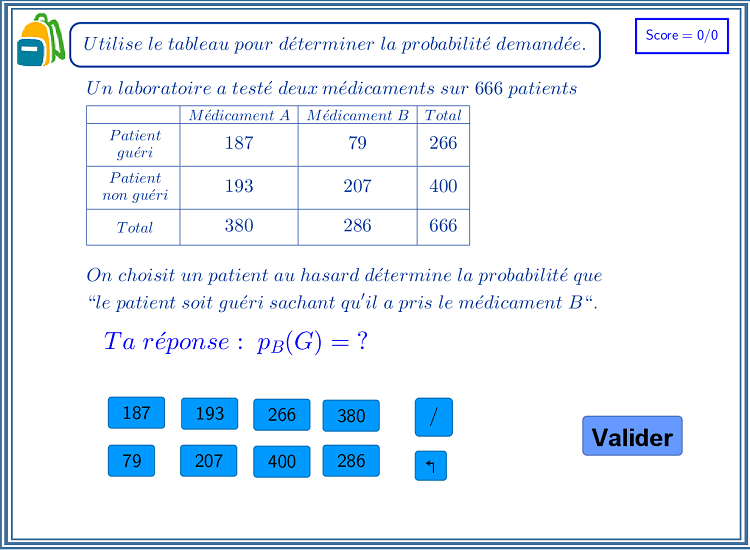 Utilise le tableau pour déterminer la probabilité demandée.
Score = 0/0
Un laboratoire a testé deux médicaments sur 666 patients
Médicament A Médicament B Total
Patient guéri 187 79 266
Patient non guéri 193 207 400
Total 380 286 666
On choisit un patient au hasard détermine la probabilité que
“le patient soit guéri sachant qu'il a pris le médicament B“.
Ta réponse : p_B(G) = ?
187 193 266 380 /
79 207 400 286 ↰
Valider